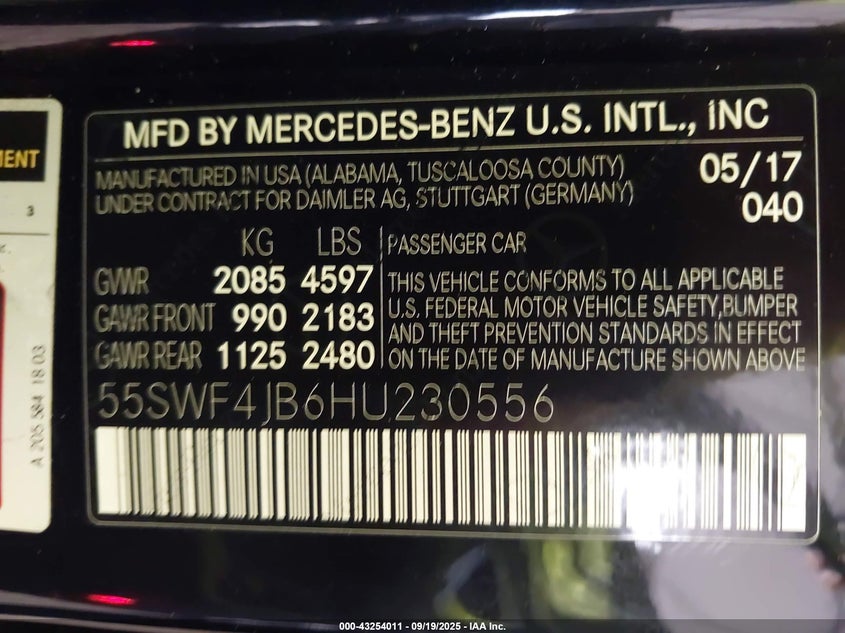 MFD BY MERCEDES-BENZ U.S. INTL., INC
MANUFACTURED IN USA (ALABAMA, TUSCALOOSA COUNTY)
UNDER CONTRACT FOR DAIMLER AG, STUTTGART (GERMANY)
05/17
040
KG LBS
GVWR 2085 4597
GAWR FRONT 990 2183
GAWR REAR 1125 2480
PASSENGER CAR
THIS VEHICLE CONFORMS TO ALL APPLICABLE
U.S. FEDERAL MOTOR VEHICLE SAFETY,BUMPER
AND THEFT PREVENTION STANDARDS IN EFFECT
ON THE DATE OF MANUFACTURE SHOWN ABOVE
55SWF4JB6HU230556
MENT
3
A 205 584 18 03
000-43254011 - 09/19/2025 - IAA Inc.